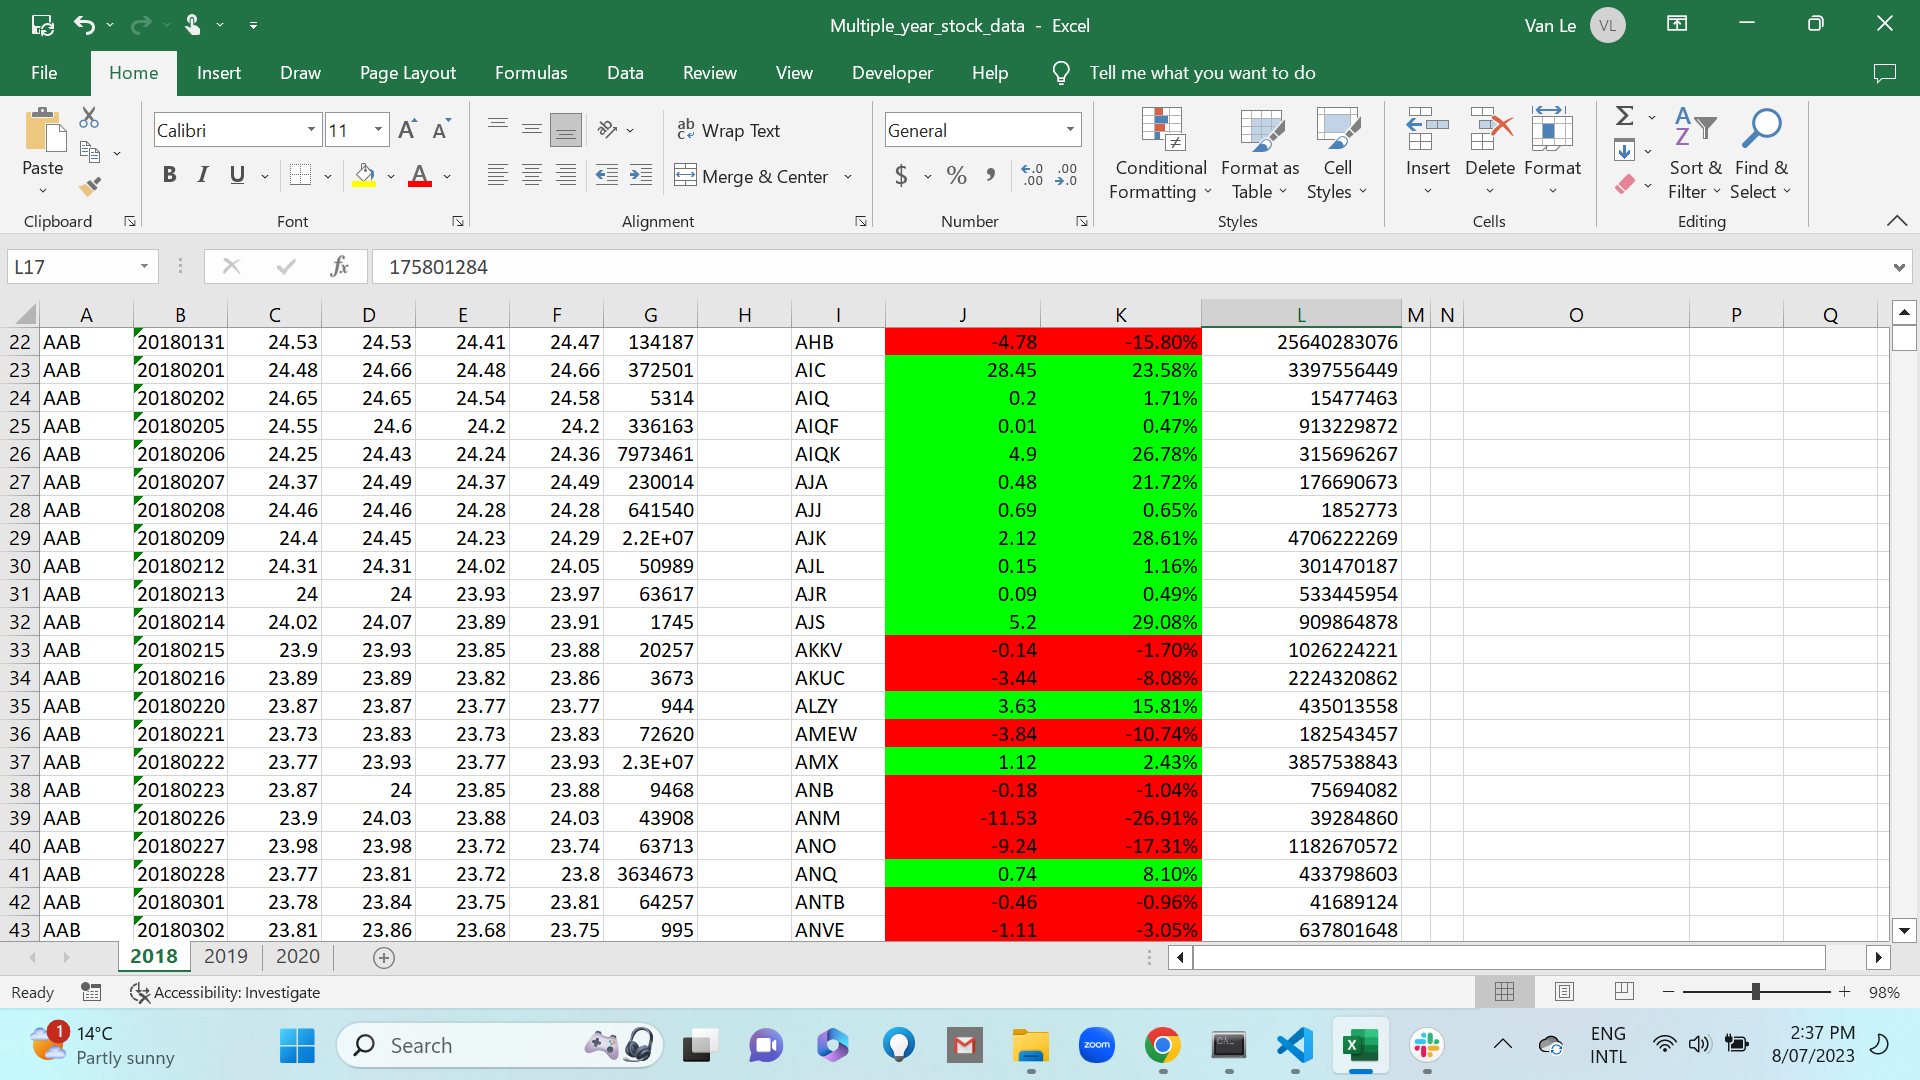 Multiple_year_stock_data - Excel
Van Le VL
File Home Insert Draw Page Layout Formulas Data Review View Developer Help Tell me what you want to do
Paste
Clipboard
Calibri 11
B I U A
Font
Wrap Text
Merge & Center
Alignment
General
$ % , .00 .0
Number
Conditional Formatting
Format as Table
Cell Styles
Styles
Insert Delete Format
Cells
Sort & Filter
Find & Select
Editing
L17 fx 175801284
A B C D E F G H I J K L M N O P Q
22 AAB 20180131 24.53 24.53 24.41 24.47 134187 AHB -4.78 -15.80% 25640283076
23 AAB 20180201 24.48 24.66 24.48 24.66 372501 AIC 28.45 23.58% 3397556449
24 AAB 20180202 24.65 24.65 24.54 24.58 5314 AIQ 0.2 1.71% 15477463
25 AAB 20180205 24.55 24.6 24.2 24.2 336163 AIQF 0.01 0.47% 913229872
26 AAB 20180206 24.25 24.43 24.24 24.36 7973461 AIQK 4.9 26.78% 315696267
27 AAB 20180207 24.37 24.49 24.37 24.49 230014 AJA 0.48 21.72% 176690673
28 AAB 20180208 24.46 24.46 24.28 24.28 641540 AJJ 0.69 0.65% 1852773
29 AAB 20180209 24.4 24.45 24.23 24.29 2.2E+07 AJK 2.12 28.61% 4706222269
30 AAB 20180212 24.31 24.31 24.02 24.05 50989 AJL 0.15 1.16% 301470187
31 AAB 20180213 24 24 23.93 23.97 63617 AJR 0.09 0.49% 533445954
32 AAB 20180214 24.02 24.07 23.89 23.91 1745 AJS 5.2 29.08% 909864878
33 AAB 20180215 23.9 23.93 23.85 23.88 20257 AKKV -0.14 -1.70% 1026224221
34 AAB 20180216 23.89 23.89 23.82 23.86 3673 AKUC -3.44 -8.08% 2224320862
35 AAB 20180220 23.87 23.87 23.77 23.77 944 ALZY 3.63 15.81% 435013558
36 AAB 20180221 23.73 23.83 23.73 23.83 72620 AMEW -3.84 -10.74% 182543457
37 AAB 20180222 23.77 23.93 23.77 23.93 2.3E+07 AMX 1.12 2.43% 3857538843
38 AAB 20180223 23.87 24 23.85 23.88 9468 ANB -0.18 -1.04% 75694082
39 AAB 20180226 23.9 24.03 23.88 24.03 43908 ANM -11.53 -26.91% 39284860
40 AAB 20180227 23.98 23.98 23.72 23.74 63713 ANO -9.24 -17.31% 1182670572
41 AAB 20180228 23.77 23.81 23.72 23.8 3634673 ANQ 0.74 8.10% 433798603
42 AAB 20180301 23.78 23.84 23.75 23.81 64257 ANTB -0.46 -0.96% 41689124
43 AAB 20180302 23.81 23.86 23.68 23.75 995 ANVE -1.11 -3.05% 637801648
2018 2019 2020
Ready Accessibility: Investigate 98%
1 14°C
Partly sunny
Search
zoom
ENG
INTL
2:37 PM
8/07/2023